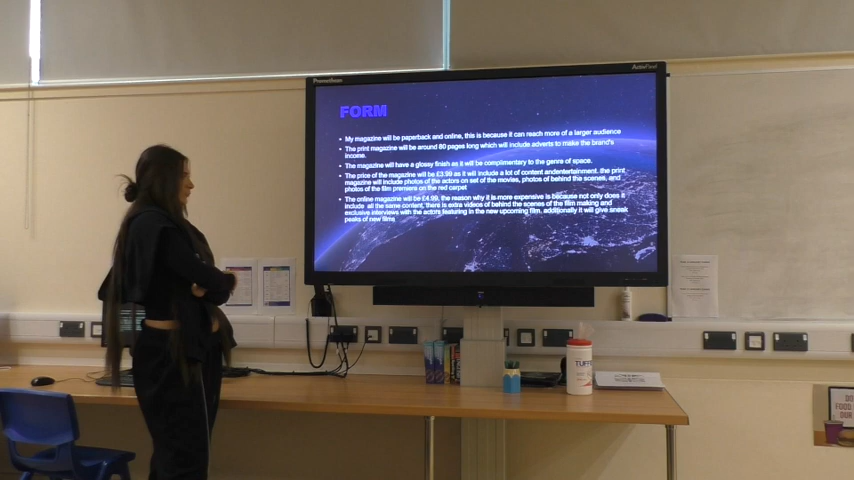 Promethean
ActivPanel
FORM
My magazine will be paperback and online, this is because it can reach more of a larger audience
The print magazine will be around 80 pages long which will include adverts to make the brand's
income.
The magazine will have a glossy finish as it will be complimentary to the genre of space.
The price of the magazine will be £3.99 as it will include a lot of content andentertainment. the print
magazine will include photos of the actors on set of the movies, photos of behind the scenes, and
photos of the film premiere on the red carpet
The online magazine will be £4.99, the reason why it is more expensive is because not only does it
include all the same content, there is extra videos of behind the scenes of the film making and
exclusive interviews with the actors featuring in the new upcoming film. additionally it will give sneak
peaks of new films
TUFF
FOOD
OUR